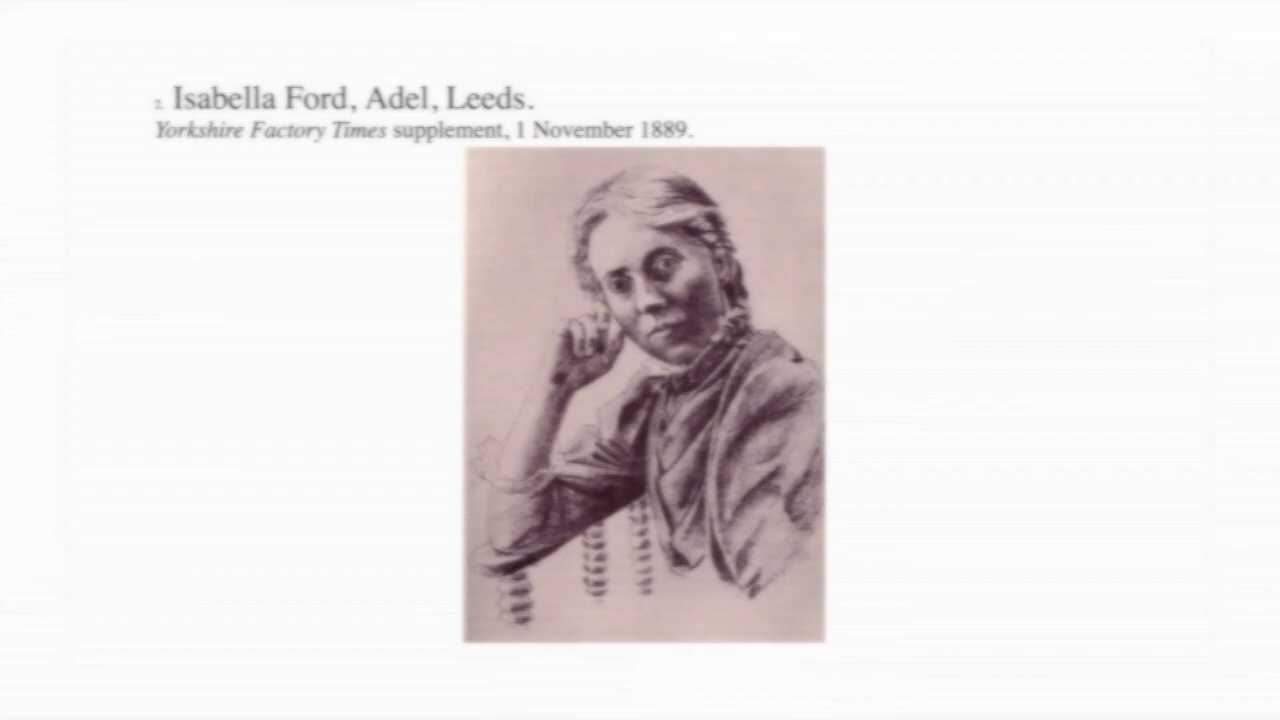 2. Isabella Ford, Adel, Leeds.
Yorkshire Factory Times supplement, 1 November 1889.